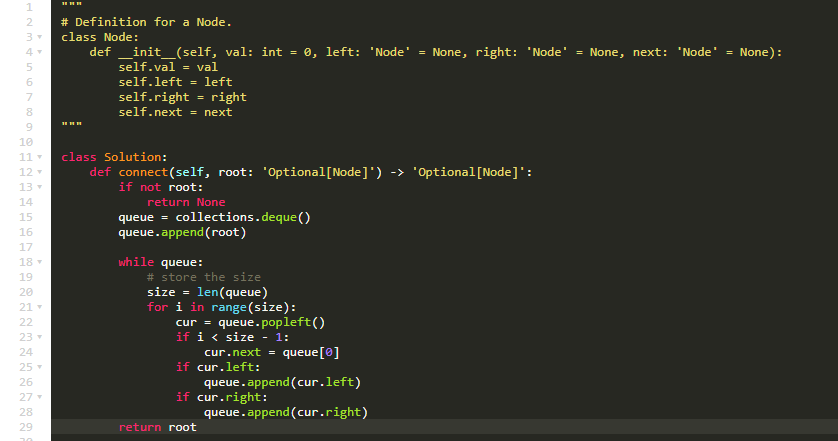 1 """
2 # Definition for a Node.
3 class Node:
4     def __init__(self, val: int = 0, left: 'Node' = None, right: 'Node' = None, next: 'Node' = None):
5         self.val = val
6         self.left = left
7         self.right = right
8         self.next = next
9 """
10
11 class Solution:
12     def connect(self, root: 'Optional[Node]') -> 'Optional[Node]':
13         if not root:
14             return None
15         queue = collections.deque()
16         queue.append(root)
17
18         while queue:
19             # store the size
20             size = len(queue)
21             for i in range(size):
22                 cur = queue.popleft()
23                 if i < size - 1:
24                     cur.next = queue[0]
25                 if cur.left:
26                     queue.append(cur.left)
27                 if cur.right:
28                     queue.append(cur.right)
29         return root